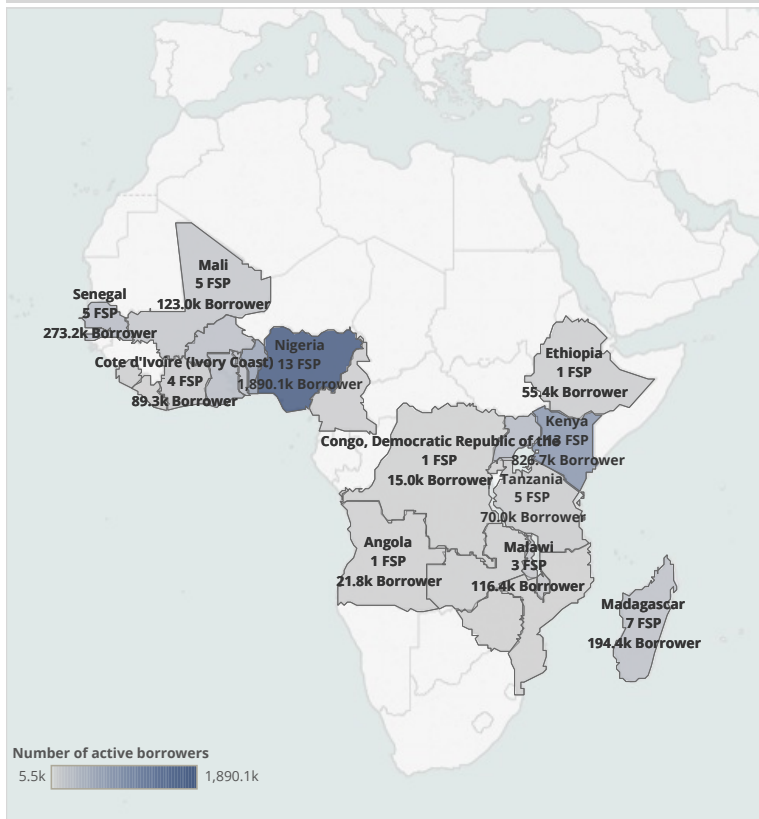 Mali
5 FSP
123.0k Borrower
Senegal
5 FSP
273.2k Borrower
Cote d'Ivoire (Ivory Coast)
4 FSP
89.3k Borrower
Nigeria
13 FSP
1,890.1k Borrower
Ethiopia
1 FSP
55.4k Borrower
Kenya
13 FSP
826.7k Borrower
Congo, Democratic Republic of the
1 FSP
15.0k Borrower
Tanzania
5 FSP
70.0k Borrower
Angola
1 FSP
21.8k Borrower
Malawi
3 FSP
116.4k Borrower
Madagascar
7 FSP
194.4k Borrower
Number of active borrowers
5.5k 1,890.1k